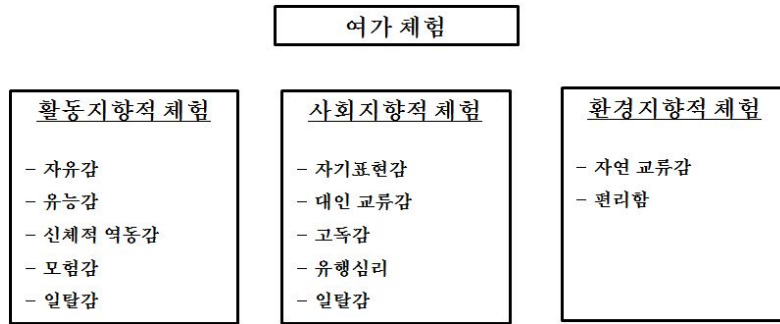 여가 체험
활동지향적 체험
- 자유감
- 유능감
- 신체적 역동감
- 모험감
- 일탈감
사회지향적 체험
- 자기표현감
- 대인 교류감
- 고독감
- 유행심리
- 일탈감
환경지향적 체험
- 자연 교류감
- 편리함